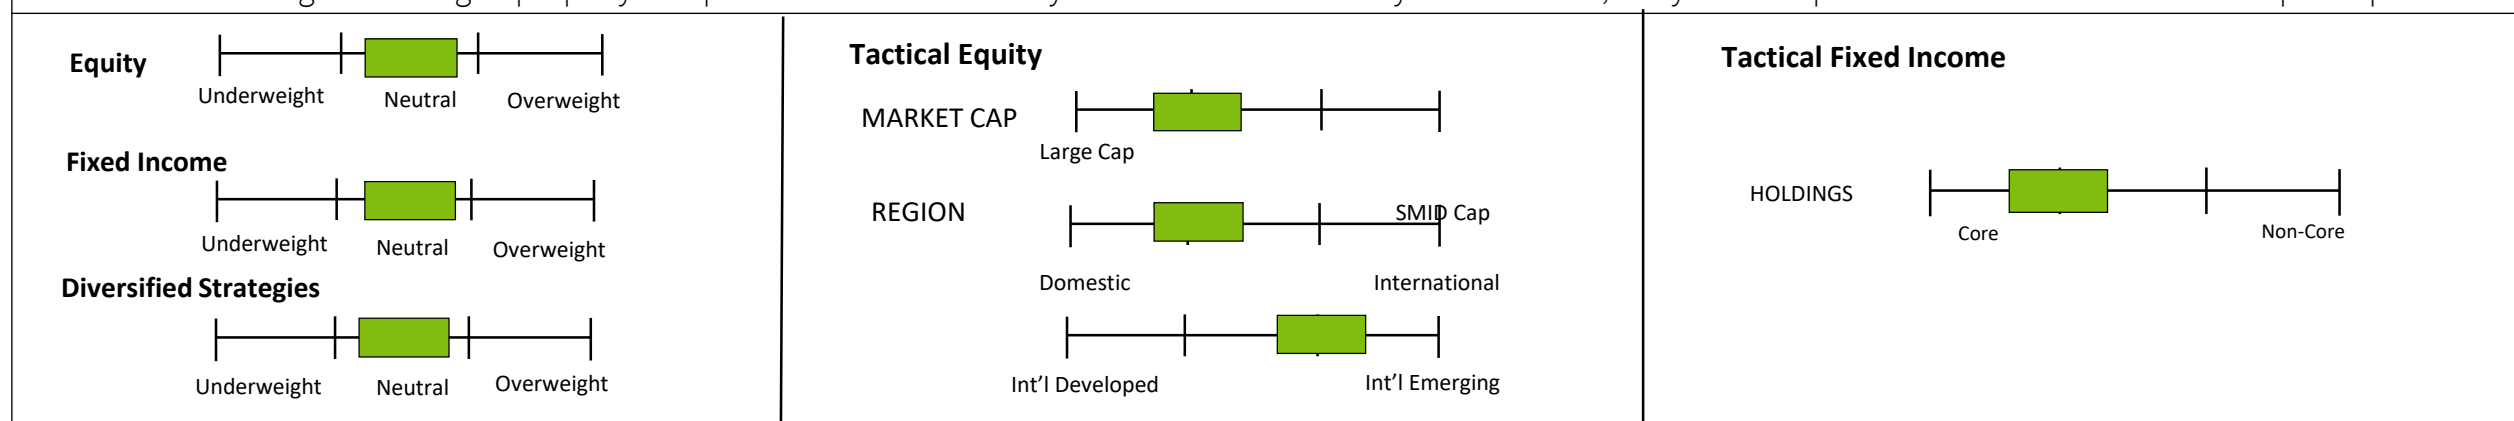 Equity
Underweight
Neutral
Overweight
Fixed Income
Underweight
Neutral
Overweight
Diversified Strategies
Underweight
Neutral
Overweight
Tactical Equity
MARKET CAP
Large Cap
SMID Cap
REGION
Domestic
International
Int'l Developed
Int'l Emerging
Tactical Fixed Income
HOLDINGS
Core
Non-Core